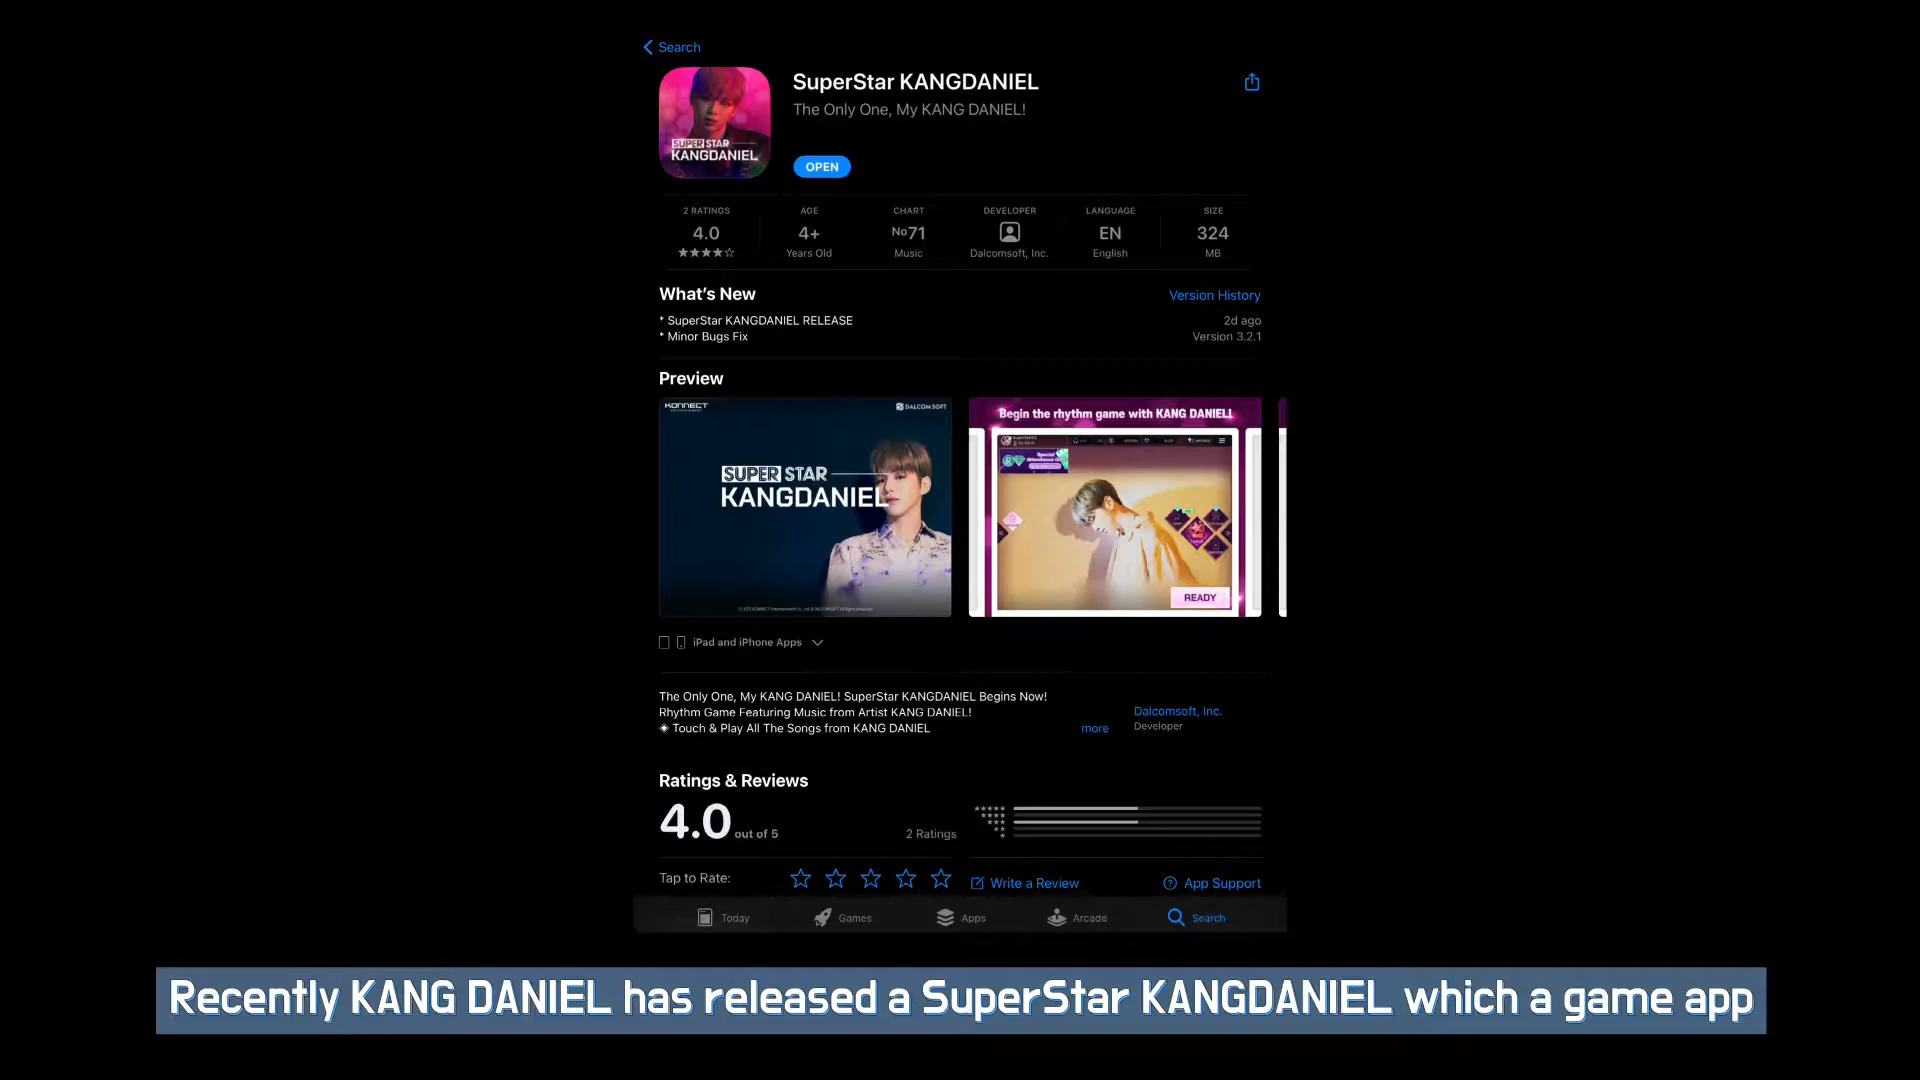 Search
SuperStar KANGDANIEL
The Only One, My KANG DANIEL!
SUPER STAR
KANGDANIEL
OPEN
2 RATINGS
4.0
★★★★☆
AGE
4+
Years Old
CHART
No71
Music
DEVELOPER
Dalcomsoft, Inc.
LANGUAGE
EN
English
SIZE
324
MB
What's New
Version History
* SuperStar KANGDANIEL RELEASE
2d ago
* Minor Bugs Fix
Version 3.2.1
Preview
KONNECT
DALCOMSOFT
SUPER STAR
KANGDANIEL
Begin the rhythm game with KANG DANIEL!
Special
READY
iPad and iPhone Apps
The Only One, My KANG DANIEL! SuperStar KANGDANIEL Begins Now!
Rhythm Game Featuring Music from Artist KANG DANIEL!
◈ Touch & Play All The Songs from KANG DANIEL
more
Dalcomsoft, Inc.
Developer
Ratings & Reviews
4.0 out of 5
2 Ratings
Tap to Rate:
Write a Review
App Support
Today
Games
Apps
Arcade
Search
Recently KANG DANIEL has released a SuperStar KANGDANIEL which a game app